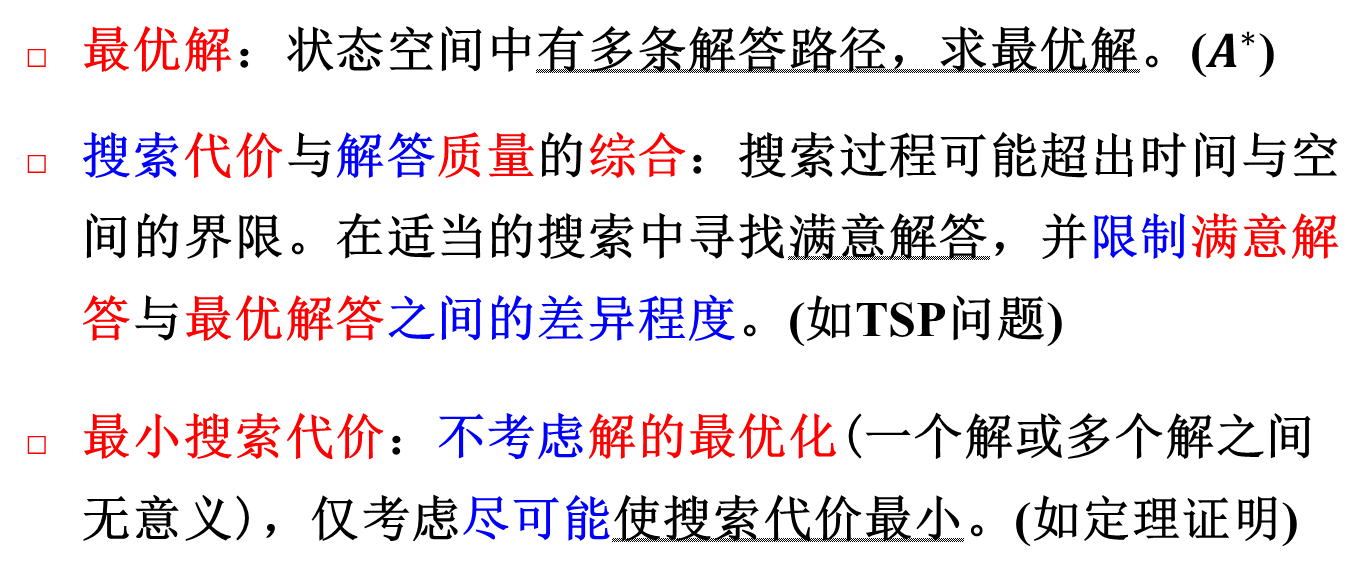 □ 最优解：状态空间中有多条解答路径，求最优解。(A*)
□ 搜索代价与解答质量的综合：搜索过程可能超出时间与空
间的界限。在适当的搜索中寻找满意解答，并限制满意解
答与最优解答之间的差异程度。(如TSP问题)
□ 最小搜索代价：不考虑解的最优化(一个解或多个解之间
无意义)，仅考虑尽可能使搜索代价最小。(如定理证明)